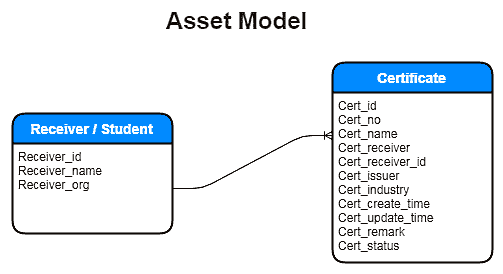 Asset Model
Receiver / Student
Receiver_id
Receiver_name
Receiver_org
Certificate
Cert_id
Cert_no
Cert_name
Cert_receiver
Cert_receiver_id
Cert_issuer
Cert_industry
Cert_create_time
Cert_update_time
Cert_remark
Cert_status